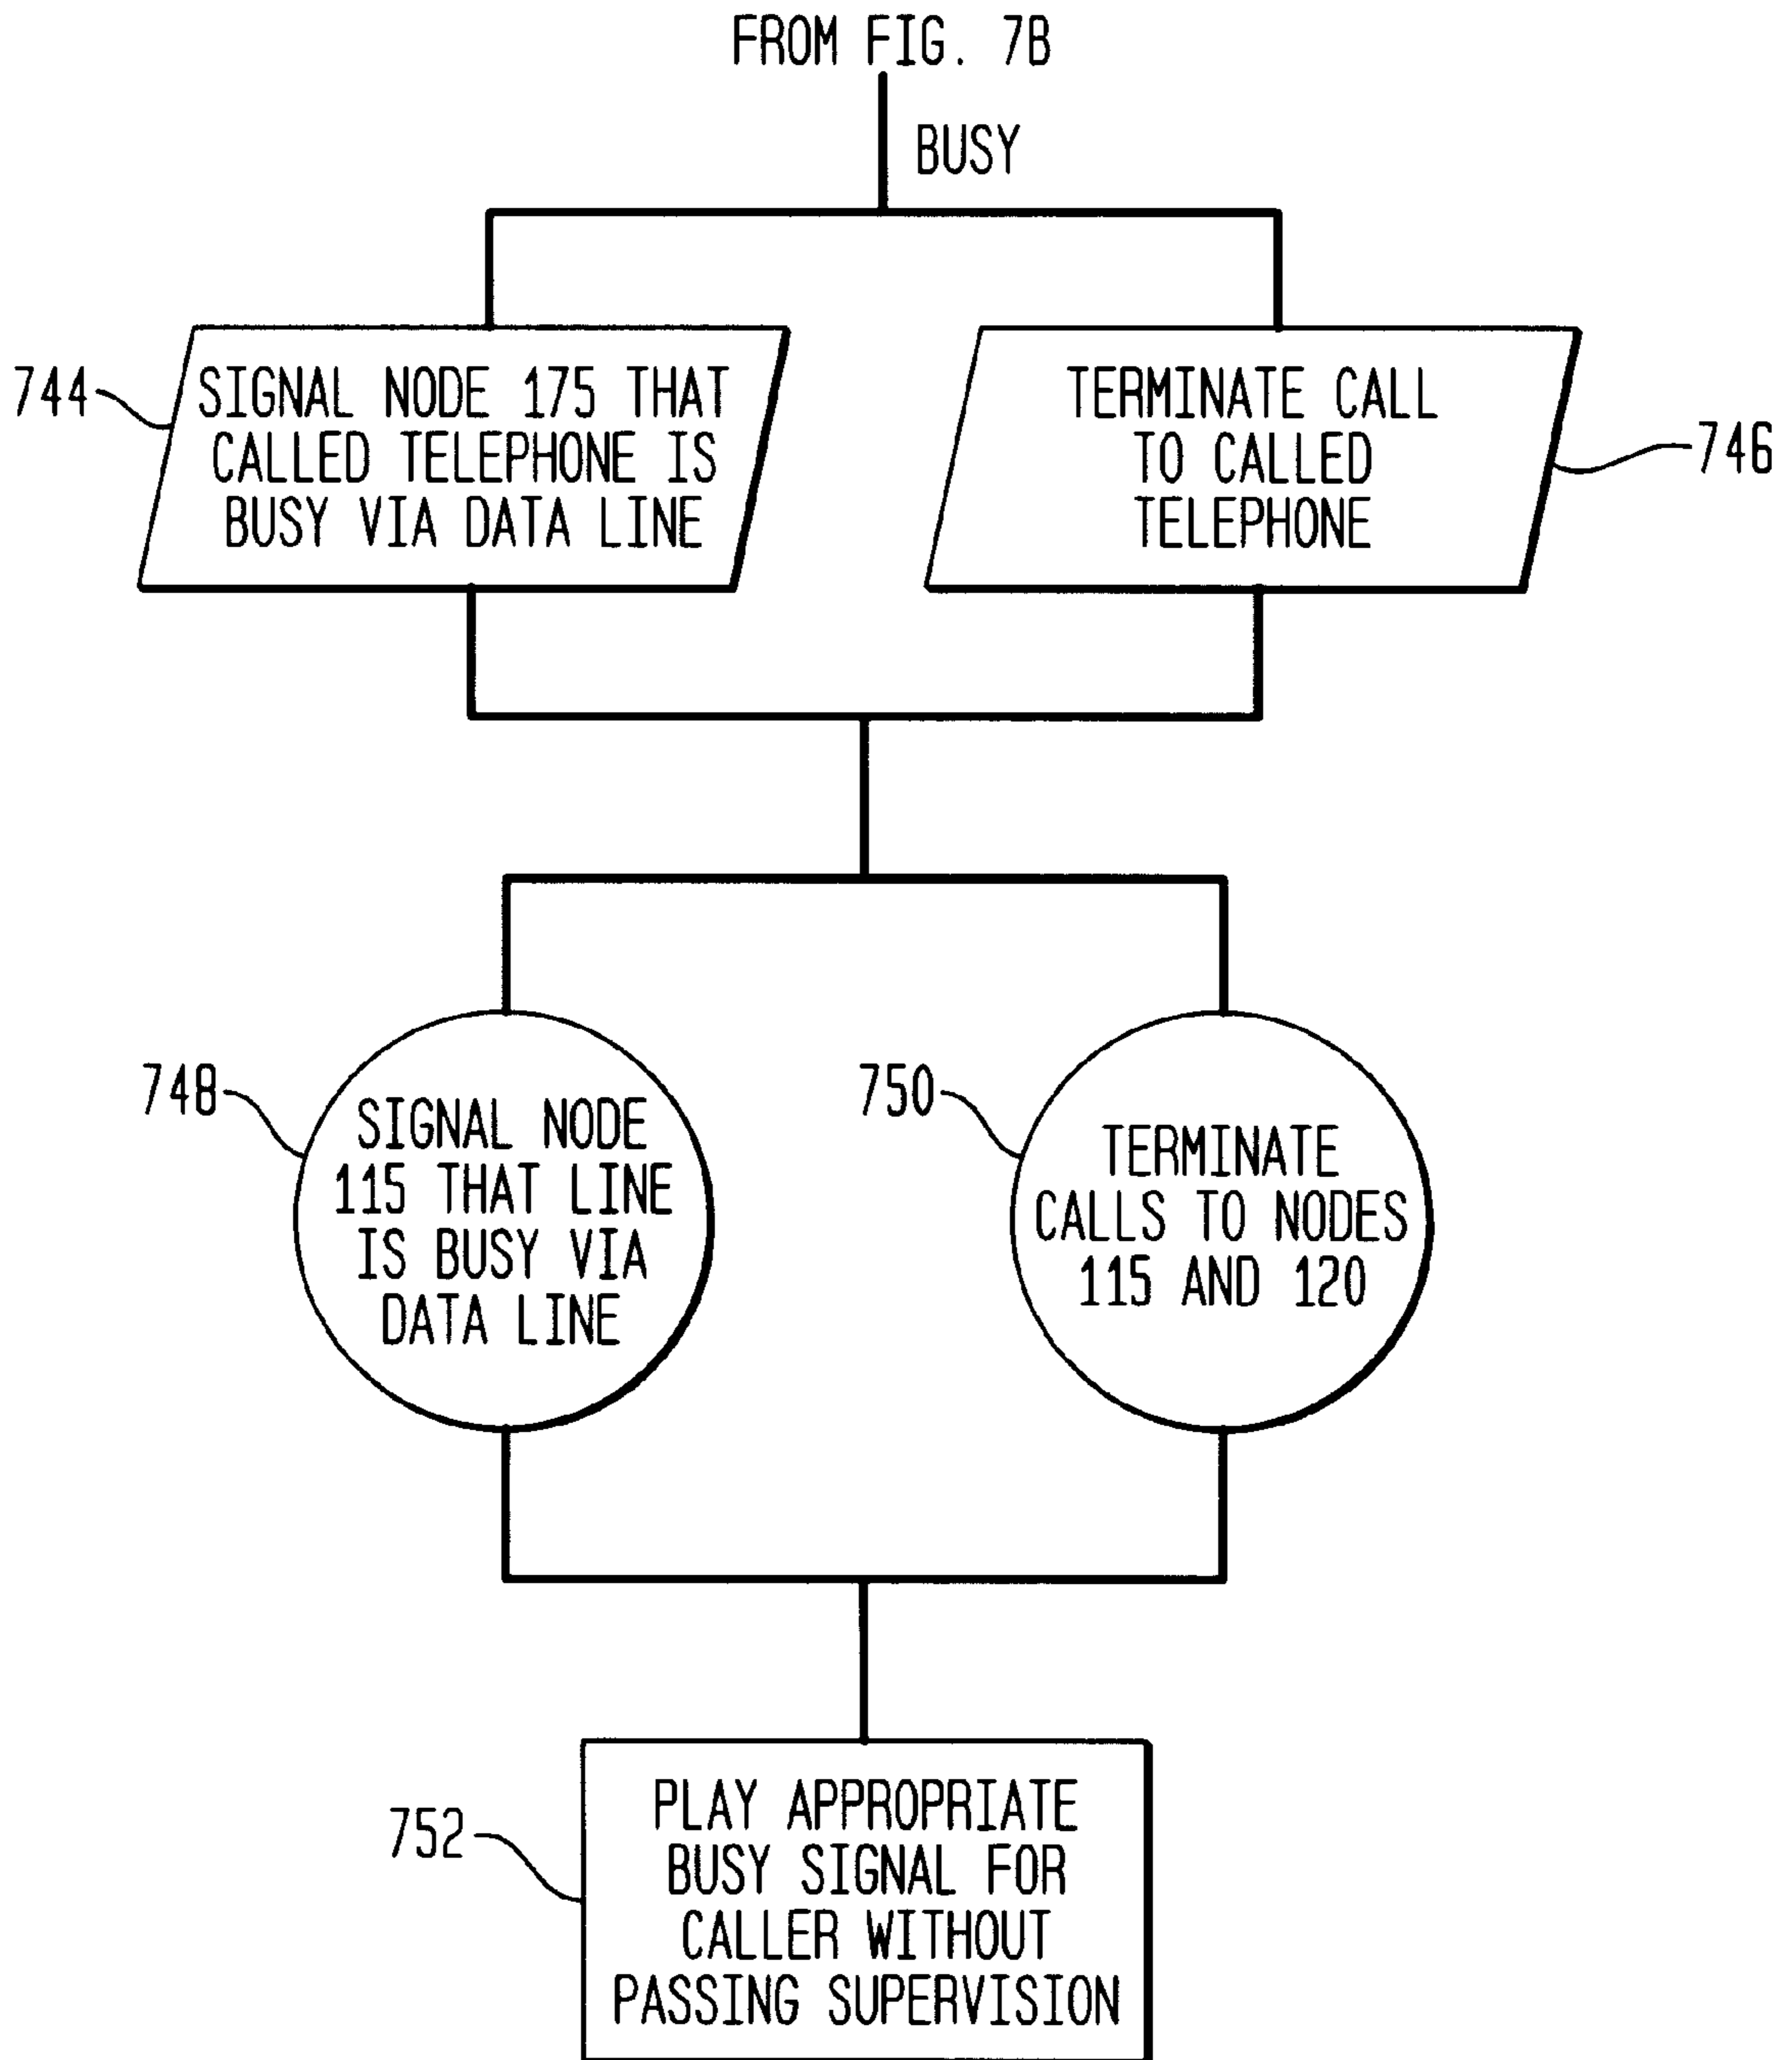 FROM FIG. 7B
BUSY
744
SIGNAL NODE 175 THAT
CALLED TELEPHONE IS
BUSY VIA DATA LINE
TERMINATE CALL
TO CALLED
TELEPHONE
746
748
SIGNAL NODE
115 THAT LINE
IS BUSY VIA
DATA LINE
750
TERMINATE
CALLS TO NODES
115 AND 120
752
PLAY APPROPRIATE
BUSY SIGNAL FOR
CALLER WITHOUT
PASSING SUPERVISION